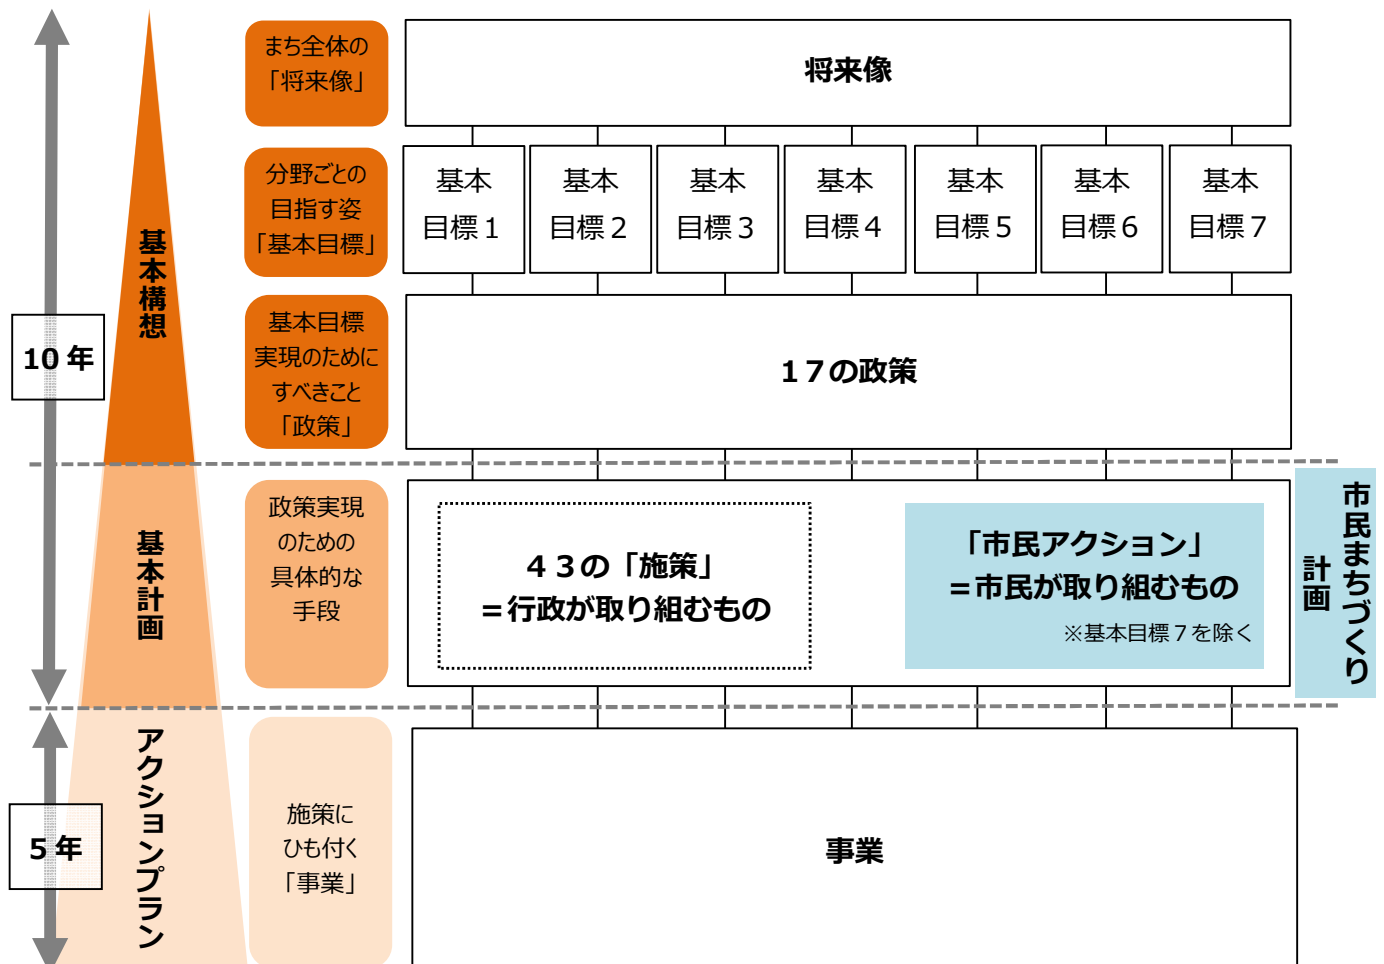 まち全体の
「将来像」
将来像
分野ごとの
目指す姿
「基本目標」
基本
目標１
基本
目標２
基本
目標３
基本
目標４
基本
目標５
基本
目標６
基本
目標７
基本構想
10年
基本目標
実現のために
すべきこと
「政策」
１７の政策
基本計画
政策実現
のための
具体的な
手段
４３の「施策」
＝行政が取り組むもの
「市民アクション」
＝市民が取り組むもの
※基本目標７を除く
市民まちづくり
計画
アクションプラン
5年
施策に
ひも付く
「事業」
事業